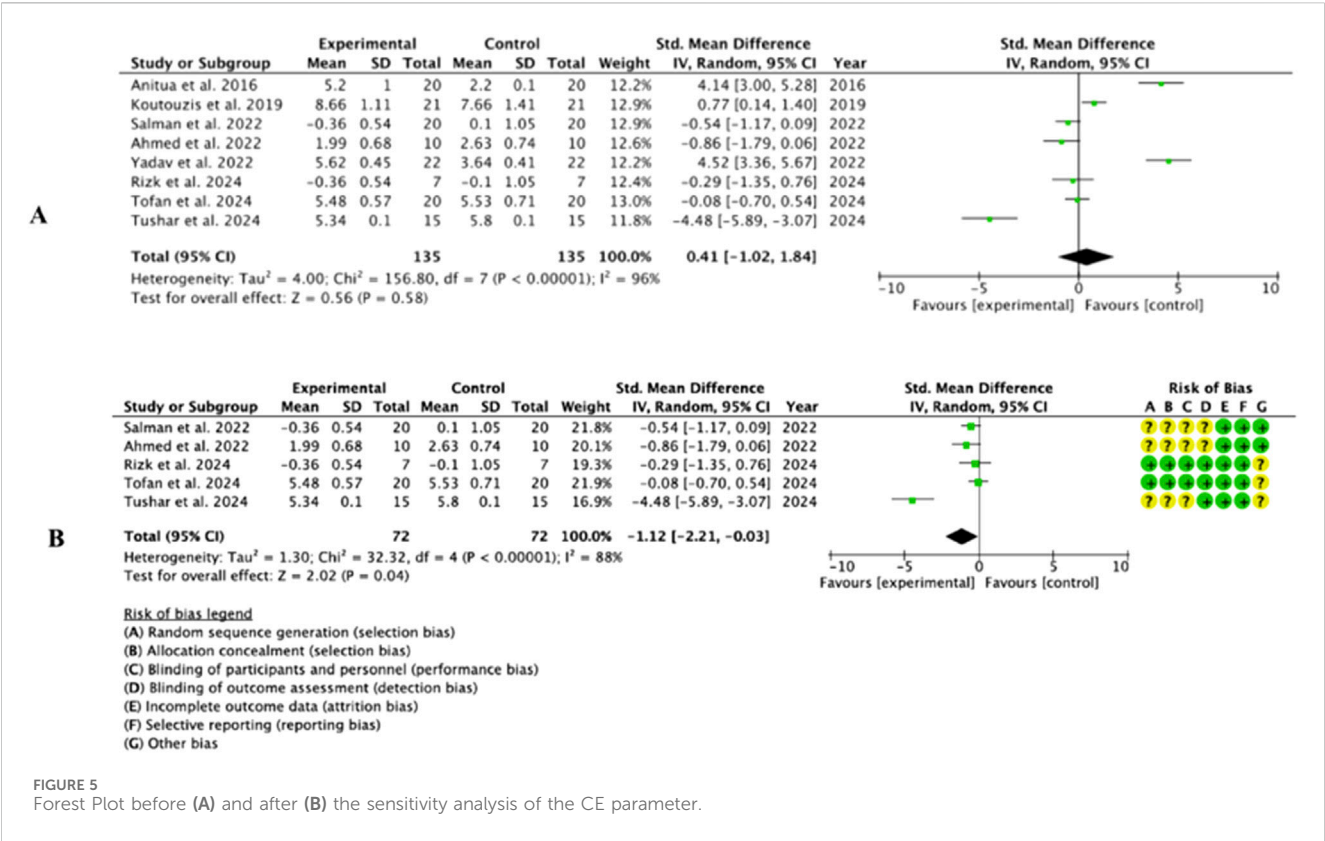 Experimental Control Std. Mean Difference Std. Mean Difference
Study or Subgroup Mean SD Total Mean SD Total Weight IV, Random, 95% CI Year IV, Random, 95% CI
Anitua et al. 2016 5.2 1 20 2.2 0.1 20 12.2% 4.14 [3.00, 5.28] 2016
Koutouzis et al. 2019 8.66 1.11 21 7.66 1.41 21 12.9% 0.77 [0.14, 1.40] 2019
Salman et al. 2022 -0.36 0.54 20 0.1 1.05 20 12.9% -0.54 [-1.17, 0.09] 2022
Ahmed et al. 2022 1.99 0.68 10 2.63 0.74 10 12.6% -0.86 [-1.79, 0.06] 2022
Yadav et al. 2022 5.62 0.45 22 3.64 0.41 22 12.2% 4.52 [3.36, 5.67] 2022
Rizk et al. 2024 -0.36 0.54 7 -0.1 1.05 7 12.4% -0.29 [-1.35, 0.76] 2024
Tofan et al. 2024 5.48 0.57 20 5.53 0.71 20 13.0% -0.08 [-0.70, 0.54] 2024
Tushar et al. 2024 5.34 0.1 15 5.8 0.1 15 11.8% -4.48 [-5.89, -3.07] 2024
A
Total (95% CI) 135 135 100.0% 0.41 [-1.02, 1.84]
Heterogeneity: Tau² = 4.00; Chi² = 156.80, df = 7 (P < 0.00001); I² = 96%
Test for overall effect: Z = 0.56 (P = 0.58)
-10 -5 0 5 10
Favours [experimental] Favours [control]
Experimental Control Std. Mean Difference Std. Mean Difference Risk of Bias
Study or Subgroup Mean SD Total Mean SD Total Weight IV, Random, 95% CI Year IV, Random, 95% CI A B C D E F G
Salman et al. 2022 -0.36 0.54 20 0.1 1.05 20 21.8% -0.54 [-1.17, 0.09] 2022 ? ? ? ? + + +
Ahmed et al. 2022 1.99 0.68 10 2.63 0.74 10 20.1% -0.86 [-1.79, 0.06] 2022 ? ? ? ? + + +
Rizk et al. 2024 -0.36 0.54 7 -0.1 1.05 7 19.3% -0.29 [-1.35, 0.76] 2024 + + + + + + ?
Tofan et al. 2024 5.48 0.57 20 5.53 0.71 20 21.9% -0.08 [-0.70, 0.54] 2024 + + + + + + ?
Tushar et al. 2024 5.34 0.1 15 5.8 0.1 15 16.9% -4.48 [-5.89, -3.07] 2024 ? ? ? + + + ?
B
Total (95% CI) 72 72 100.0% -1.12 [-2.21, -0.03]
Heterogeneity: Tau² = 1.30; Chi² = 32.32, df = 4 (P < 0.00001); I² = 88%
Test for overall effect: Z = 2.02 (P = 0.04)
-10 -5 0 5 10
Favours [experimental] Favours [control]
Risk of bias legend
(A) Random sequence generation (selection bias)
(B) Allocation concealment (selection bias)
(C) Blinding of participants and personnel (performance bias)
(D) Blinding of outcome assessment (detection bias)
(E) Incomplete outcome data (attrition bias)
(F) Selective reporting (reporting bias)
(G) Other bias
FIGURE 5
Forest Plot before (A) and after (B) the sensitivity analysis of the CE parameter.